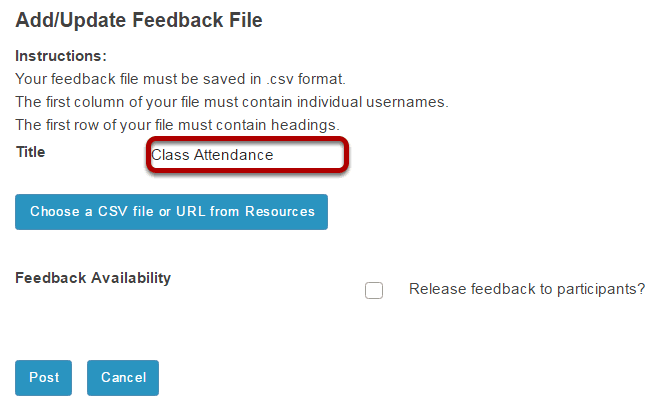 Add/Update Feedback File
Instructions:
Your feedback file must be saved in .csv format.
The first column of your file must contain individual usernames.
The first row of your file must contain headings.
Title Class Attendance
Choose a CSV file or URL from Resources
Feedback Availability Release feedback to participants?
Post Cancel